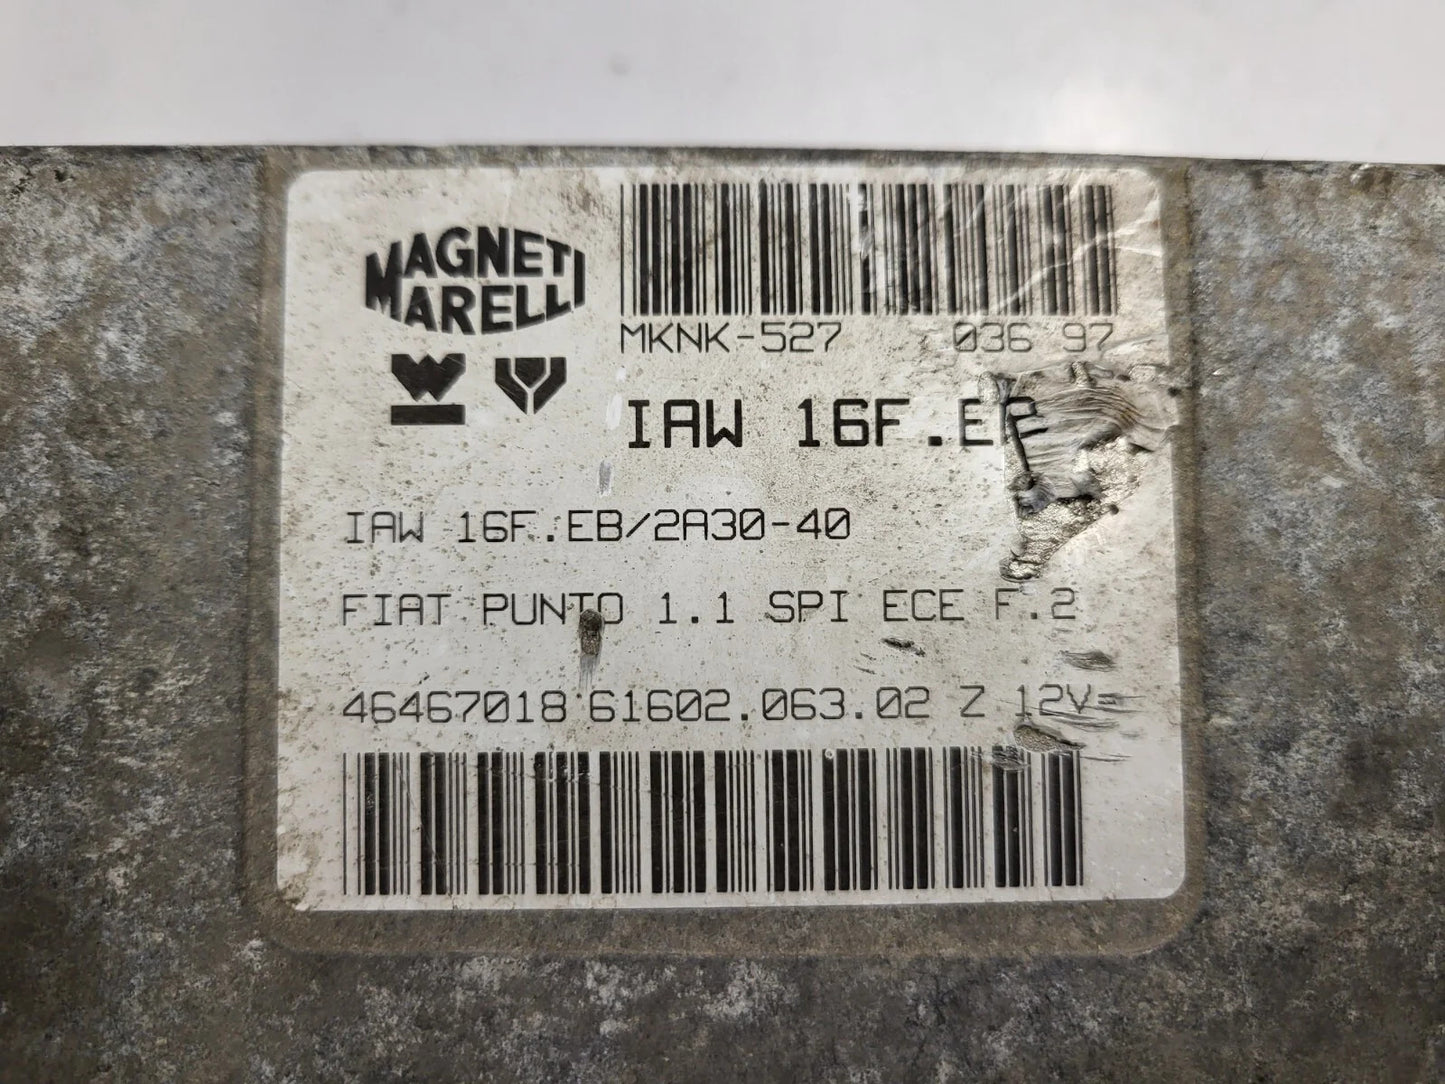 MAGNETI
MARELLI
W
MKNK-527 036 97
IAW 16F.
IAW 16F.EB/2A30-40
FIAT PUNTO 1.1 SPI ECE F.2
46467018 61602.063.02 Z 12V=